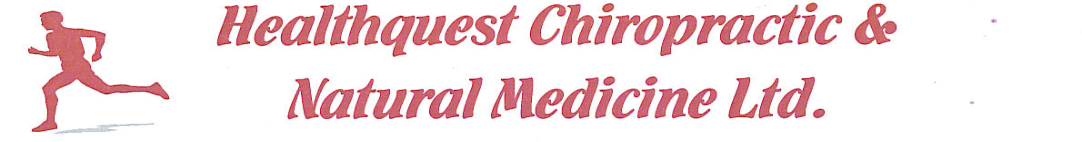 Healthquest Chiropractic &
Natural Medicine Ltd.